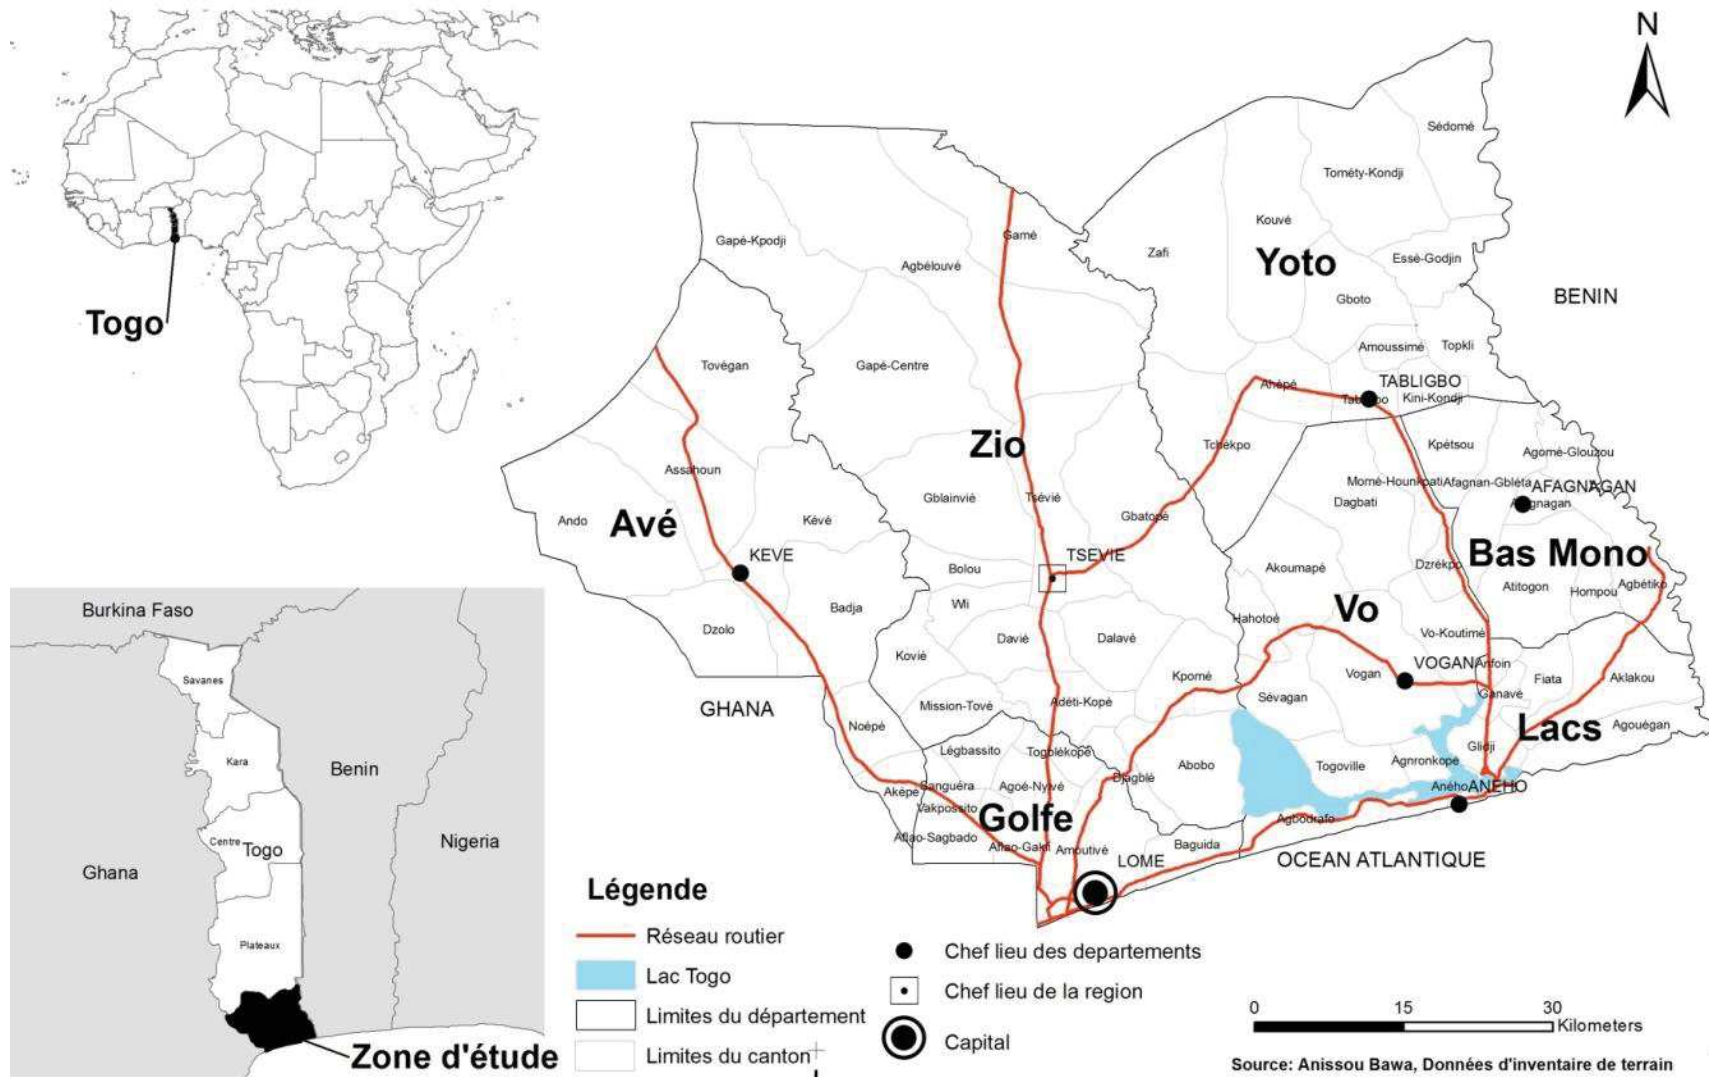 N
Togo
Sédomé
Tométy-Kondji
Kouvé
Gamé
Gapé-Kpodji
Agbélouvé
Zafi
Yoto
Essè-Godjin
BENIN
Gboto
Amoussimé
Topkli
Tovégan
Gapé-Centre
Ahépé
TABLIGBO
Kini-Kondji
Zio
Tchékpo
Kpétsou
Agomé-Glouzou
Assahoun
Momé-Hounkpati
Afagnan-Gbléta
AFAGNAGAN
Gblainvié
Tsévié
Dagbati
Ando
Avé
Kévé
Gbatopé
KEVE
TSEVIE
Bas Mono
Bolou
Akoumapé
Dzrékpo
Agbétiko
Atitogon
Hompou
Wli
Badja
Vo
Hahotoé
Dzolo
Davié
Dalavé
Vo-Koutimé
Kovié
VOGAN
Anfoin
Vogan
Kpomé
Fiata
Aklakou
Sévagan
Ganavé
GHANA
Mission-Tové
Adéti-Kopé
Noépé
Lacs
Agouégan
Légbassito
Togblékopé
Glidji
Abobo
Togoville
Agnronkopé
Djagblé
Sanguéra
Agoé-Nyivé
Aného
ANEHO
Aképé
Vakpossito
Golfe
Agbodrafo
Aflao-Sagbado
Aflao-Gakli
Amoutivé
Baguida
LOME
OCEAN ATLANTIQUE
Burkina Faso
Savanes
Kara
Benin
Centre
Togo
Nigeria
Ghana
Plateaux
Zone d'étude
Légende
Réseau routier
Lac Togo
Limites du département
Limites du canton
Chef lieu des departements
Chef lieu de la region
Capital
0 15 30
Kilometers
Source: Anissou Bawa, Données d'inventaire de terrain